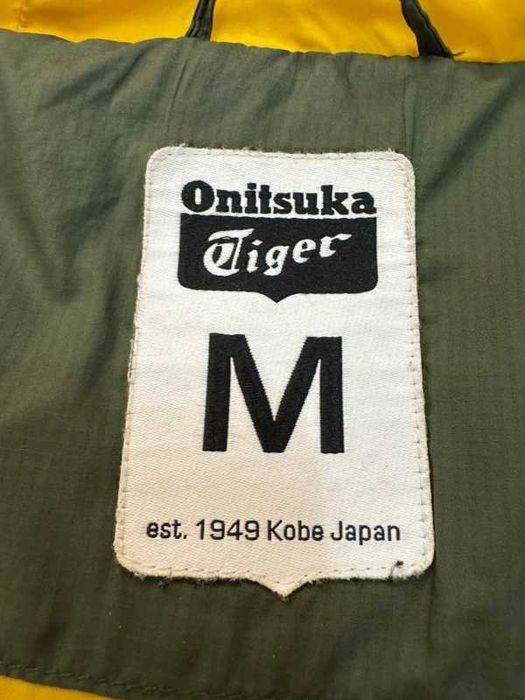 Onitsuka
Tiger
M
est. 1949 Kobe Japan